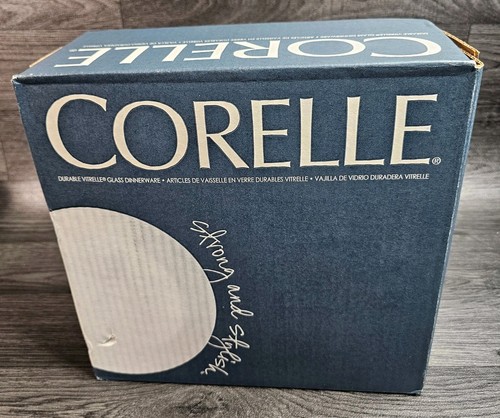 CORELLE
CORELLE®
DURABLE VITRELLE® GLASS DINNERWARE • ARTICLES DE VAISSELLE EN VERRE DURABLES VITRELLE • VAJILLA DE VIDRIO DURADERA VITRELLE
Strong and Stylish.